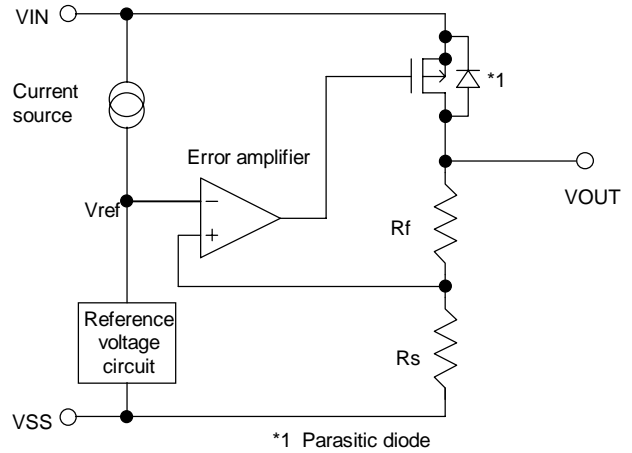 VIN
Current
source
*1
Error amplifier
Vref
−
+
VOUT
Rf
Reference
voltage
circuit
Rs
VSS
*1 Parasitic diode